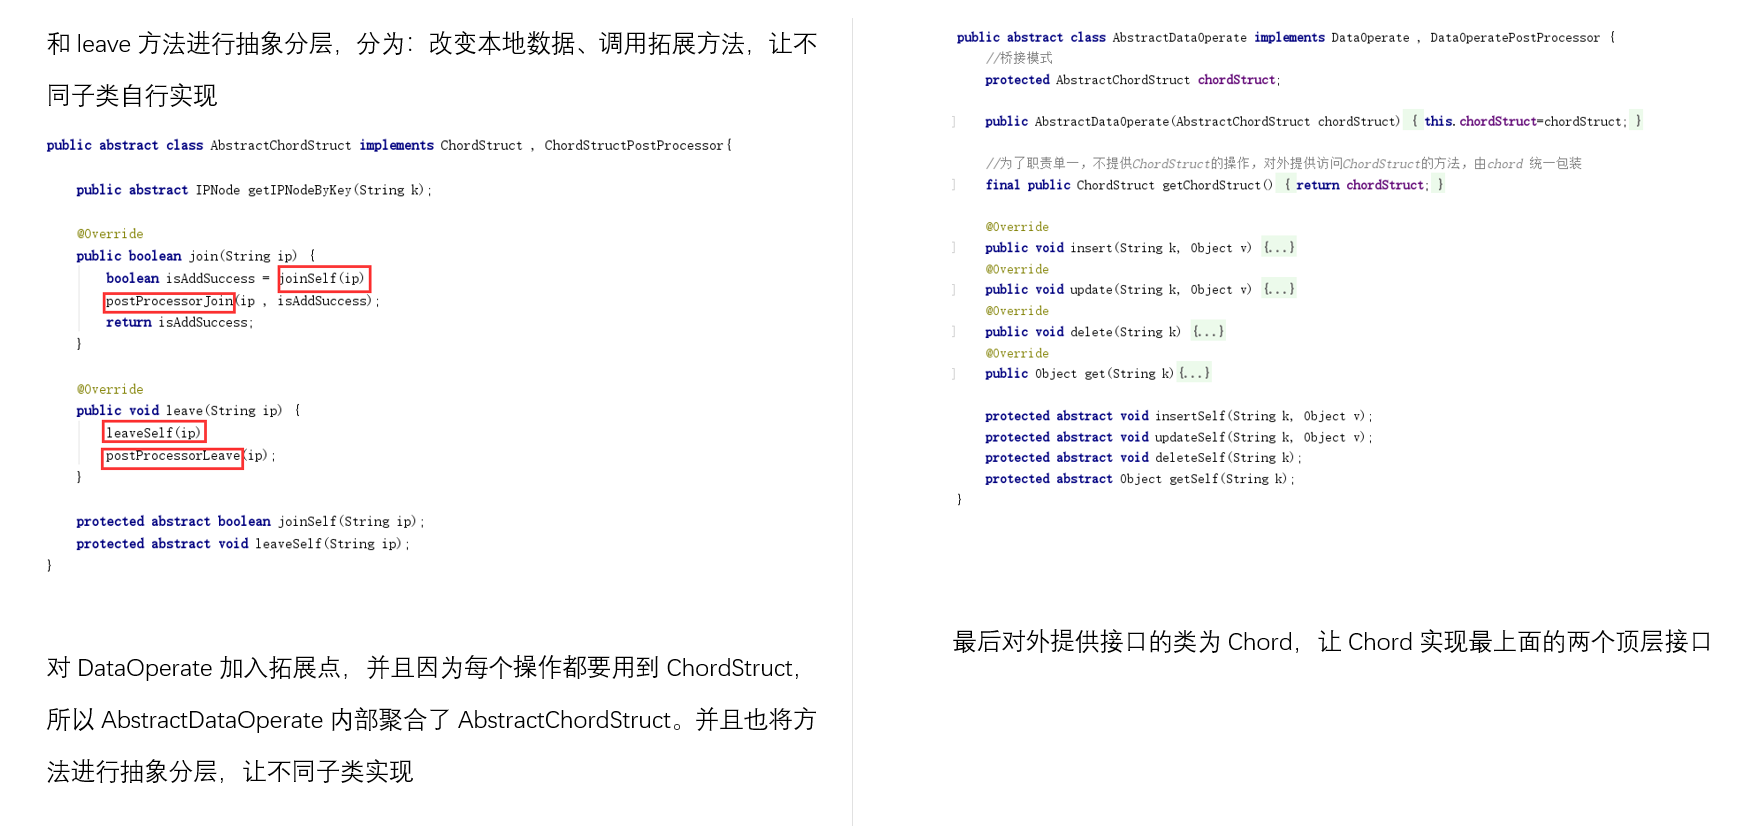 和 leave 方法进行抽象分层，分为：改变本地数据、调用拓展方法，让不
同子类自行实现
public abstract class AbstractChordStruct implements ChordStruct , ChordStructPostProcessor{
public abstract IPNode getIPNodeByKey(String k);
@Override
public boolean join(String ip) {
boolean isAddSuccess = joinSelf(ip)
postProcessorJoin(ip , isAddSuccess);
return isAddSuccess;
}
@Override
public void leave(String ip) {
leaveSelf(ip)
postProcessorLeave(ip);
}
protected abstract boolean joinSelf(String ip);
protected abstract void leaveSelf(String ip);
}
对 DataOperate 加入拓展点，并且因为每个操作都要用到 ChordStruct，
所以 AbstractDataOperate 内部聚合了 AbstractChordStruct。并且也将方
法进行抽象分层，让不同子类实现
public abstract class AbstractDataOperate implements DataOperate , DataOperatePostProcessor {
//桥接模式
protected AbstractChordStruct chordStruct;
public AbstractDataOperate(AbstractChordStruct chordStruct) { this.chordStruct=chordStruct; }
//为了职责单一，不提供ChordStruct的操作，对外提供访问ChordStruct的方法，由chord 统一包装
final public ChordStruct getChordStruct() { return chordStruct; }
@Override
public void insert(String k, Object v) {...}
@Override
public void update(String k, Object v) {...}
@Override
public void delete(String k) {...}
@Override
public Object get(String k){...}
protected abstract void insertSelf(String k, Object v);
protected abstract void updateSelf(String k, Object v);
protected abstract void deleteSelf(String k);
protected abstract Object getSelf(String k);
}
最后对外提供接口的类为 Chord，让 Chord 实现最上面的两个顶层接口